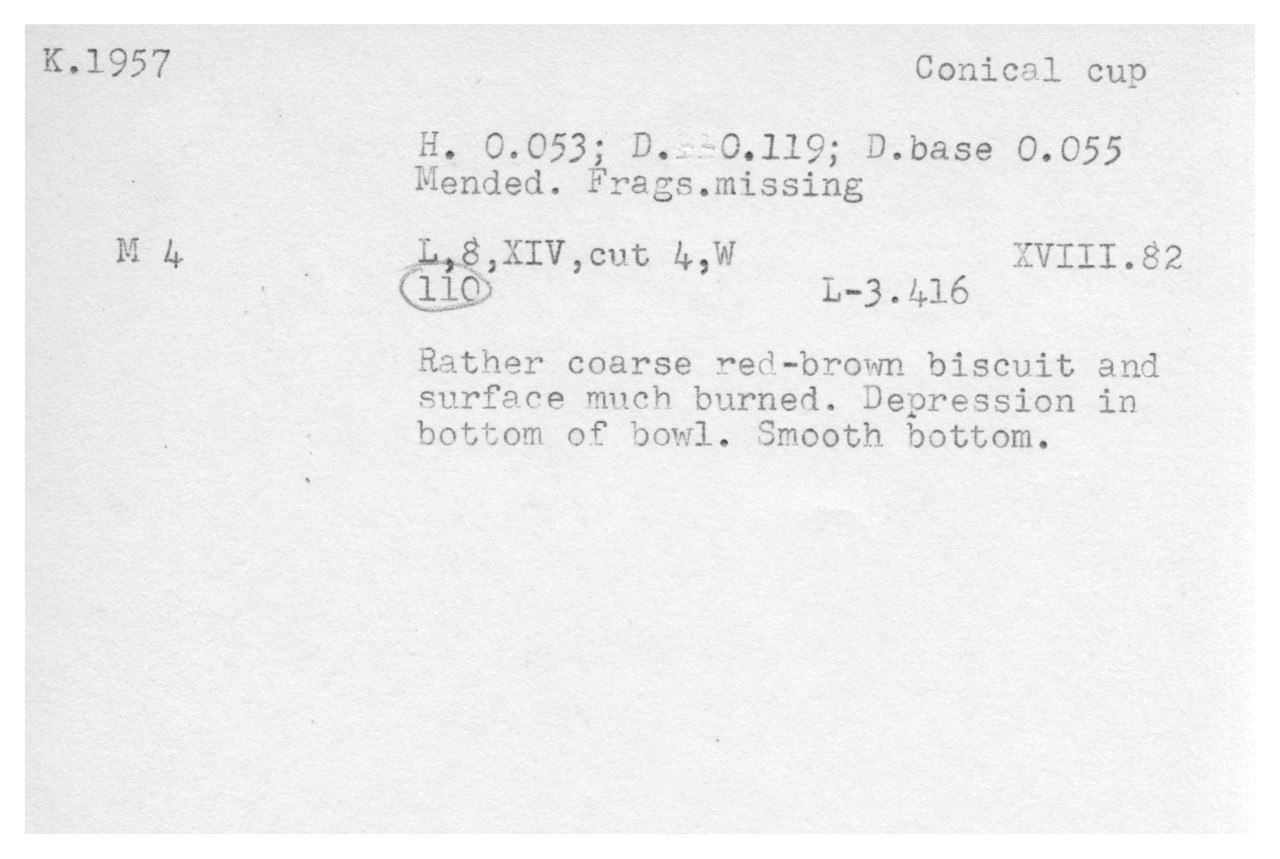 K.1957
Conical cup
H. 0.053; D. 0.119; D.base 0.055
Mended. Frags.missing
M 4
L,8,XIV,cut 4,W
XVIII.82
110
L-3.416
Rather coarse red-brown biscuit and
surface much burned. Depression in
bottom of bowl. Smooth bottom.